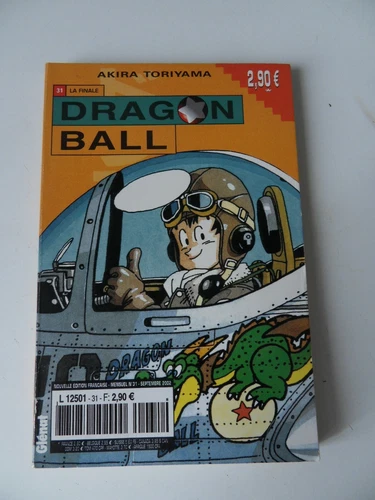 AKIRA TORIYAMA
2,90 €
31 LA FINALE
DRAGON
BALL
DRAGON
BALL
NOUVELLE EDITION FRANCAISE - MENSUEL N°31 - SEPTEMBRE 2003
L 12501 - 31 - F: 2,90 €
Glénat